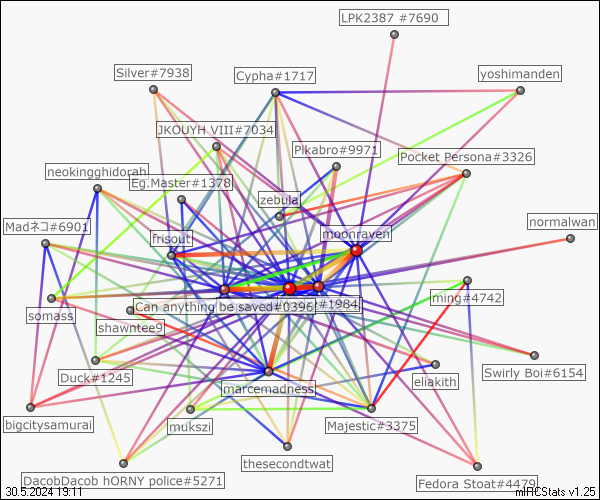 LPK2387 #7690
Silver#7938
Cypha#1717
yoshimanden
JKOUYH VIII#7034
Pikabro#9971
Pocket Persona#3326
neokingghidorah
Eg.Master#1378
zebula
Madネコ#6901
frisout
moonraven
normalwan
somass
Can anything be saved#0396
#1984
ming#4742
shawntee9
Duck#1245
marcemadness
eliakith
Swirly Boi#6154
bigcitysamurai
mukszi
Majestic#3375
thesecondtwat
DacobDacob hORNY police#5271
Fedora Stoat#4479
30.5.2024 19:11
mIRCStats v1.25